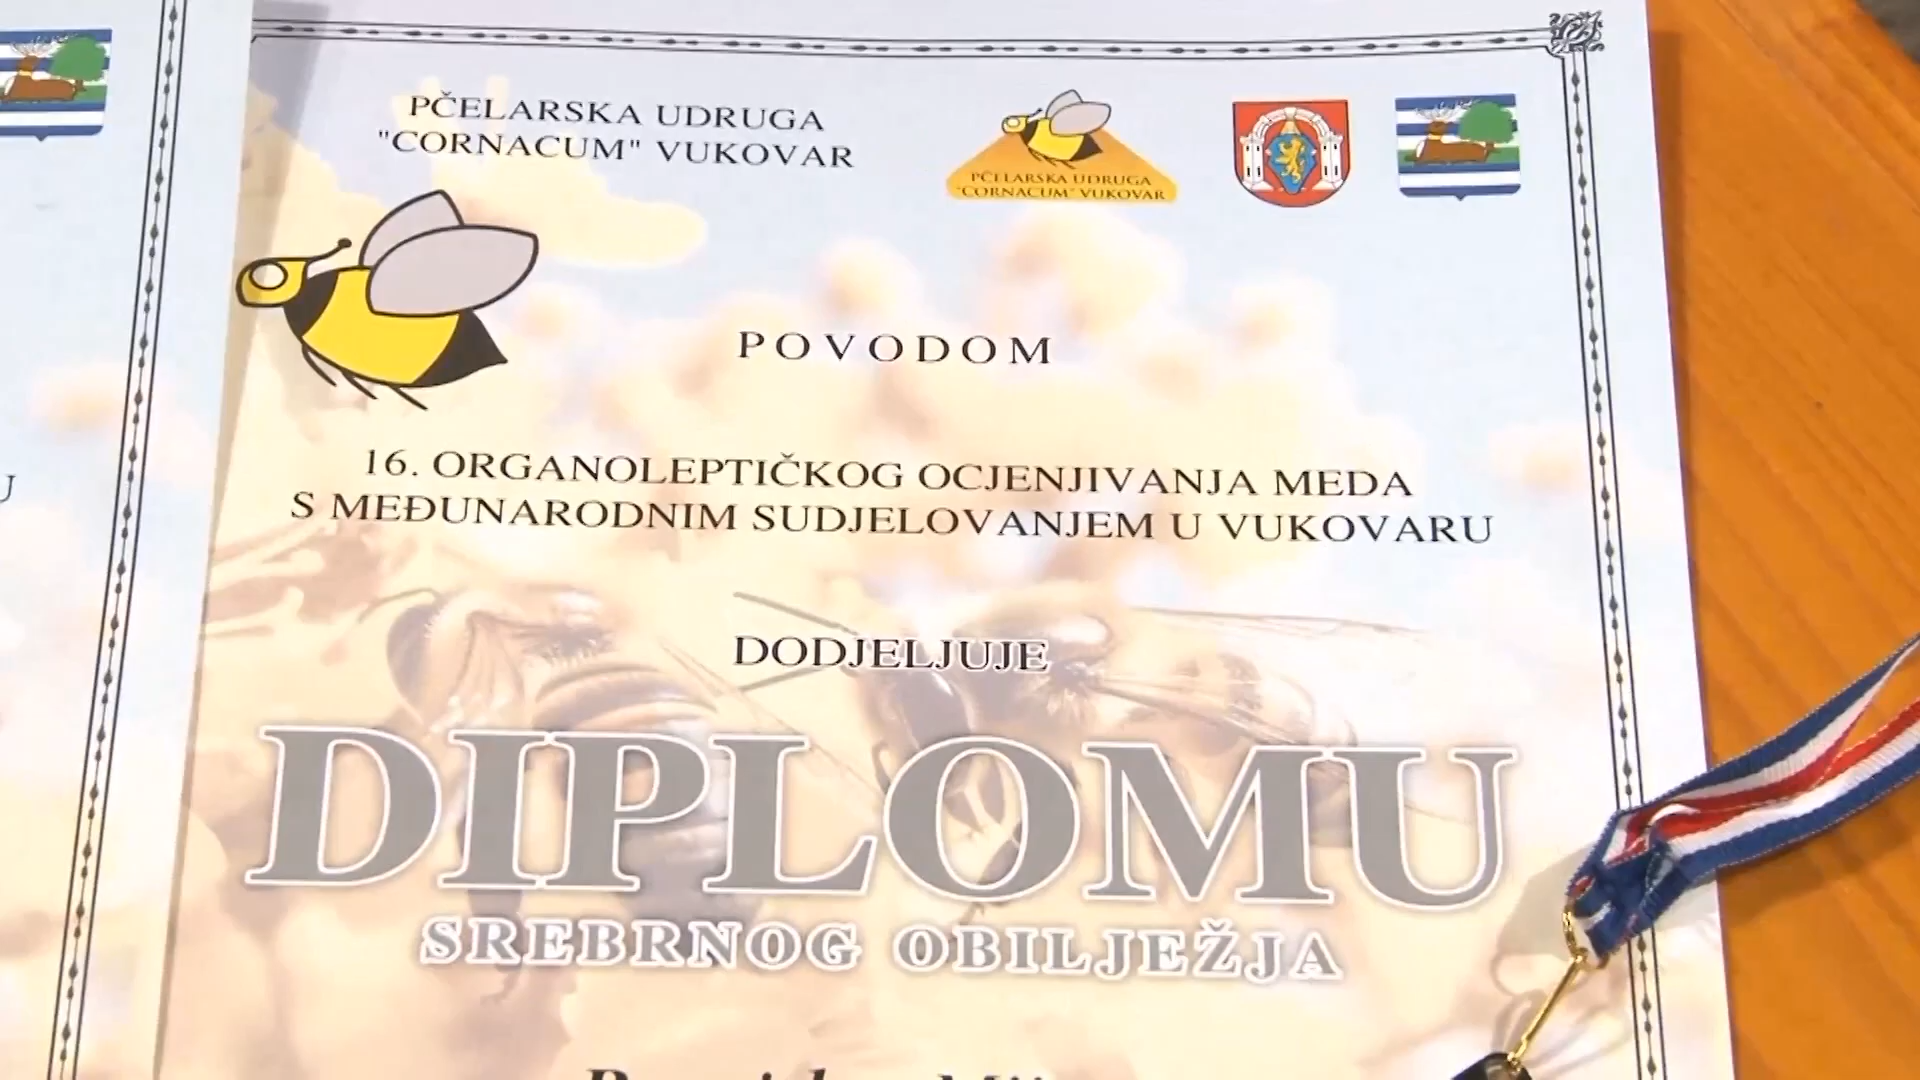 PČELARSKA UDRUGA
"CORNACUM" VUKOVAR
PČELARSKA UDRUGA
"CORNACUM" VUKOVAR
POVODOM
16. ORGANOLEPTIČKOG OCJENJIVANJA MEDA
S MEĐUNARODNIM SUDJELOVANJEM U VUKOVARU
DODJELJUJE
DIPLOMU
SREBRNOG OBILJEŽJA